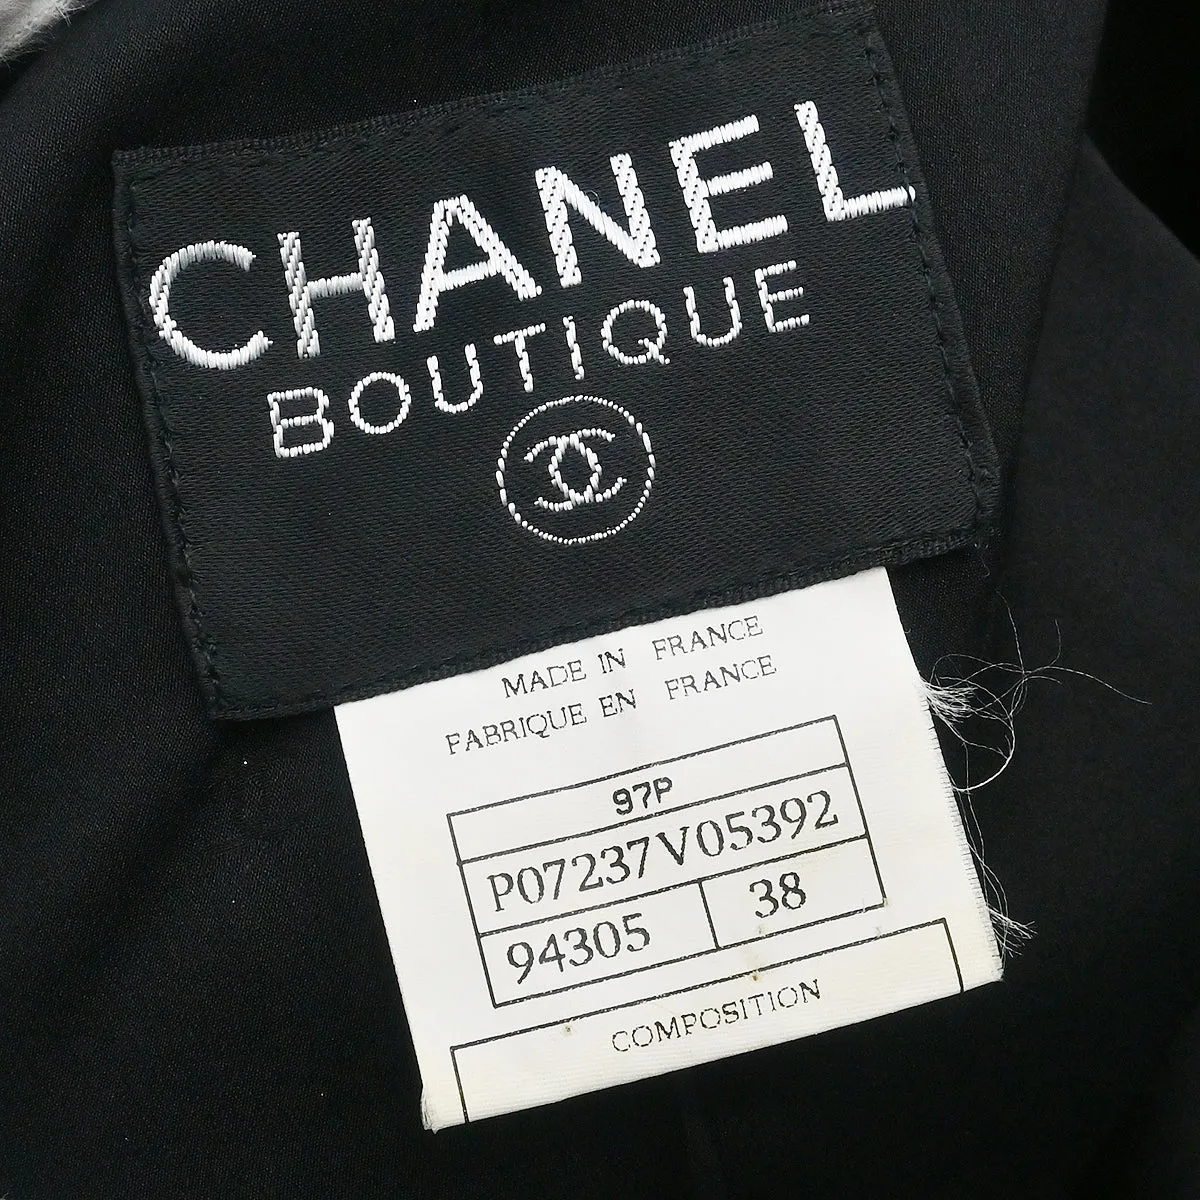 CHANEL
BOUTIQUE
MADE IN FRANCE
FABRIQUE EN FRANCE
97P
P07237V05392
94305 38
COMPOSITION